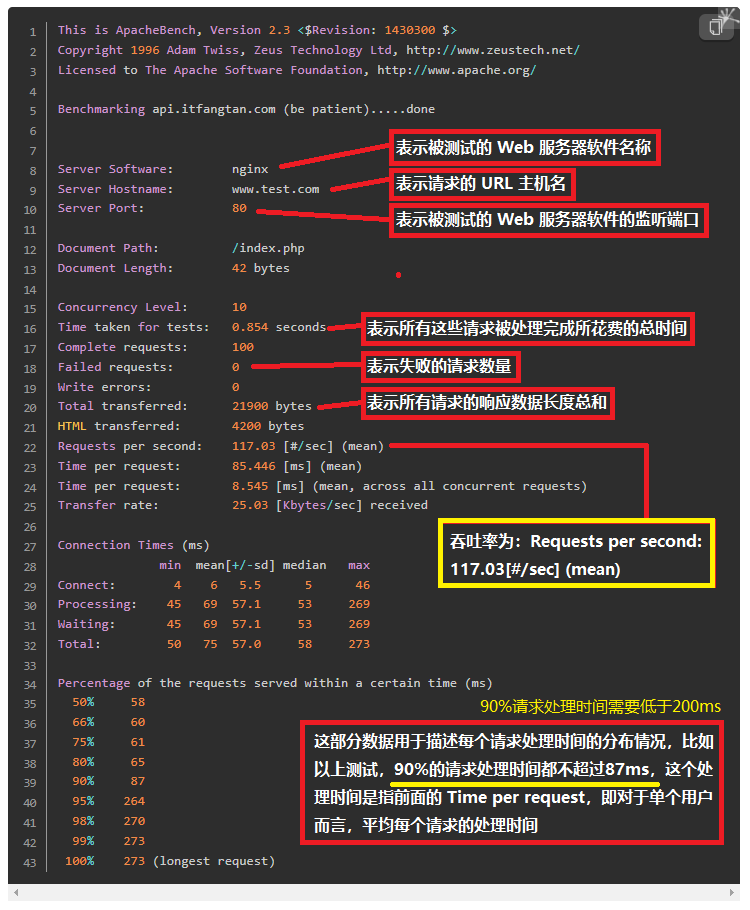 1 This is ApacheBench, Version 2.3 <$Revision: 1430300 $>
2 Copyright 1996 Adam Twiss, Zeus Technology Ltd, http://www.zeustech.net/
3 Licensed to The Apache Software Foundation, http://www.apache.org/
4
5 Benchmarking api.itfangtan.com (be patient).....done
6
7
表示被测试的 Web 服务器软件名称
8 Server Software: nginx
9 Server Hostname: www.test.com 表示请求的 URL 主机名
10 Server Port: 80 表示被测试的 Web 服务器软件的监听端口
11
12 Document Path: /index.php
13 Document Length: 42 bytes
14
15 Concurrency Level: 10
16 Time taken for tests: 0.854 seconds 表示所有这些请求被处理完成所花费的总时间
17 Complete requests: 100
18 Failed requests: 0 表示失败的请求数量
19 Write errors: 0
20 Total transferred: 21900 bytes 表示所有请求的响应数据长度总和
21 HTML transferred: 4200 bytes
22 Requests per second: 117.03 [#/sec] (mean)
23 Time per request: 85.446 [ms] (mean)
24 Time per request: 8.545 [ms] (mean, across all concurrent requests)
25 Transfer rate: 25.03 [Kbytes/sec] received
26
吞吐率为：Requests per second:
117.03[#/sec] (mean)
27 Connection Times (ms)
28 min mean[+/-sd] median max
29 Connect: 4 6 5.5 5 46
30 Processing: 45 69 57.1 53 269
31 Waiting: 45 69 57.1 53 269
32 Total: 50 75 57.0 58 273
33
34 Percentage of the requests served within a certain time (ms)
35 50% 58
36 66% 60
37 75% 61
38 80% 65
39 90% 87
40 95% 264
41 98% 270
42 99% 273
43 100% 273 (longest request)
90%请求处理时间需要低于200ms
这部分数据用于描述每个请求处理时间的分布情况，比如
以上测试，90%的请求处理时间都不超过87ms，这个处
理时间是指前面的 Time per request，即对于单个用户
而言，平均每个请求的处理时间